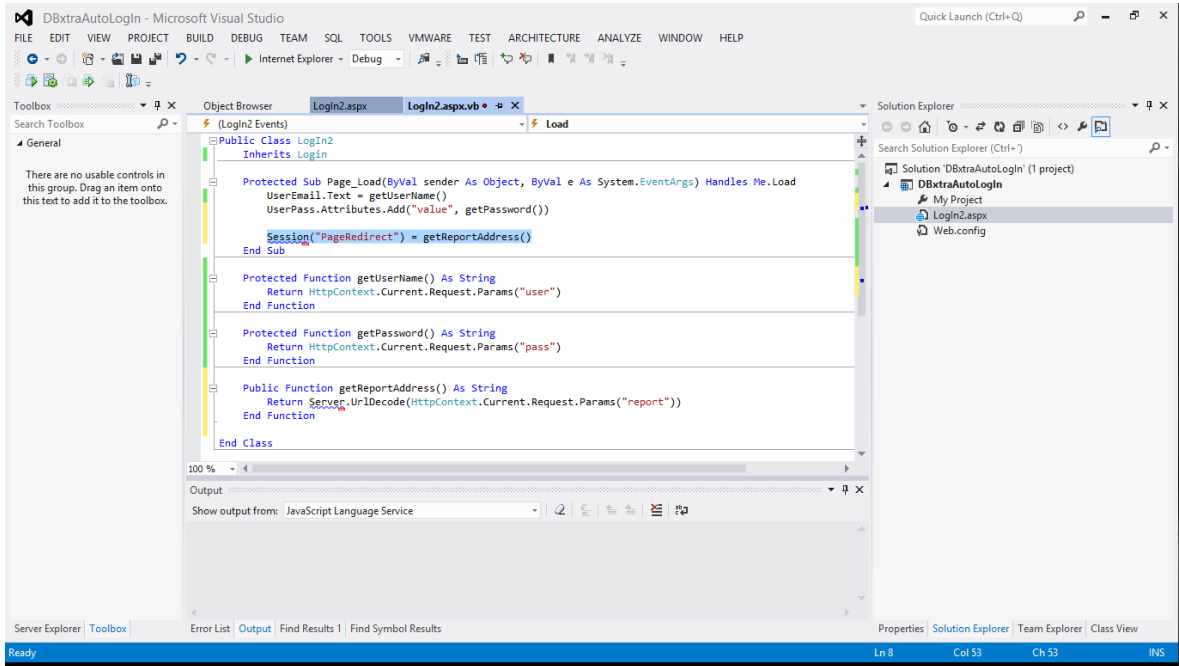 DBxtraAutoLogIn - Microsoft Visual Studio
Quick Launch (Ctrl+Q)
FILE EDIT VIEW PROJECT BUILD DEBUG TEAM SQL TOOLS VMWARE TEST ARCHITECTURE ANALYZE WINDOW HELP
Internet Explorer Debug
Toolbox
Search Toolbox
General
There are no usable controls in
this group. Drag an item onto
this text to add it to the toolbox.
Object Browser LogIn2.aspx LogIn2.aspx.vb
(LogIn2 Events) Load
Public Class LogIn2
Inherits Login
Protected Sub Page_Load(ByVal sender As Object, ByVal e As System.EventArgs) Handles Me.Load
UserEmail.Text = getUserName()
UserPass.Attributes.Add("value", getPassword())
Session("PageRedirect") = getReportAddress()
End Sub
Protected Function getUserName() As String
Return HttpContext.Current.Request.Params("user")
End Function
Protected Function getPassword() As String
Return HttpContext.Current.Request.Params("pass")
End Function
Public Function getReportAddress() As String
Return Server.UrlDecode(HttpContext.Current.Request.Params("report"))
End Function
End Class
100 %
Output
Show output from: JavaScript Language Service
Solution Explorer
Search Solution Explorer (Ctrl+¨)
Solution 'DBxtraAutoLogIn' (1 project)
DBxtraAutoLogIn
My Project
LogIn2.aspx
Web.config
Server Explorer Toolbox
Error List Output Find Results 1 Find Symbol Results
Properties Solution Explorer Team Explorer Class View
Ready Ln 8 Col 53 Ch 53 INS